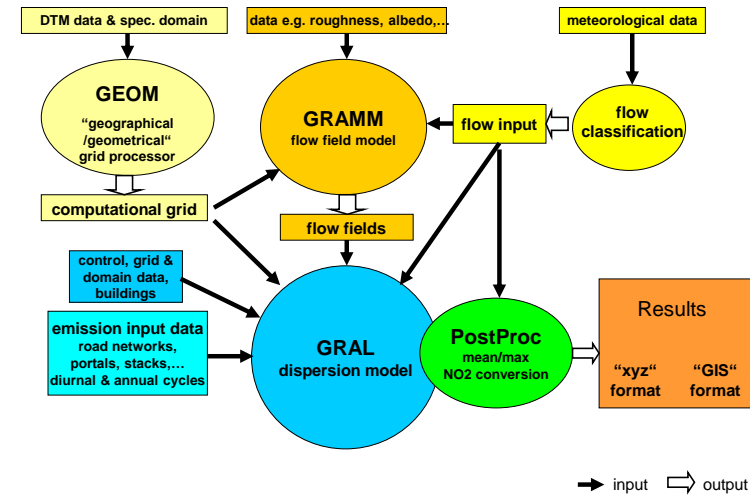 DTM data & spec. domain
data e.g. roughness, albedo,...
meteorological data
GEOM
“geographical
/geometrical“
grid processor
GRAMM
flow field model
flow input
flow
classification
computational grid
flow fields
control, grid &
domain data,
buildings
emission input data
road networks,
portals, stacks,...
diurnal & annual cycles
GRAL
dispersion model
PostProc
mean/max
NO2 conversion
Results
“xyz“
format
“GIS“
format
input
output